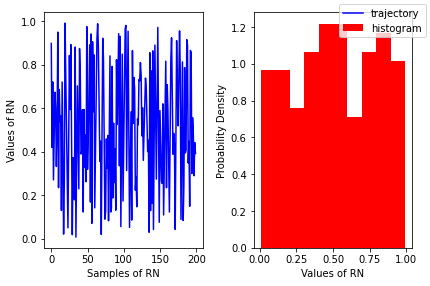 trajectory
histogram
Values of RN
1.0
0.8
0.6
0.4
0.2
0.0
0 50 100 150 200
Samples of RN
Probability Density
1.2
1.0
0.8
0.6
0.4
0.2
0.0
0.00 0.25 0.50 0.75 1.00
Values of RN